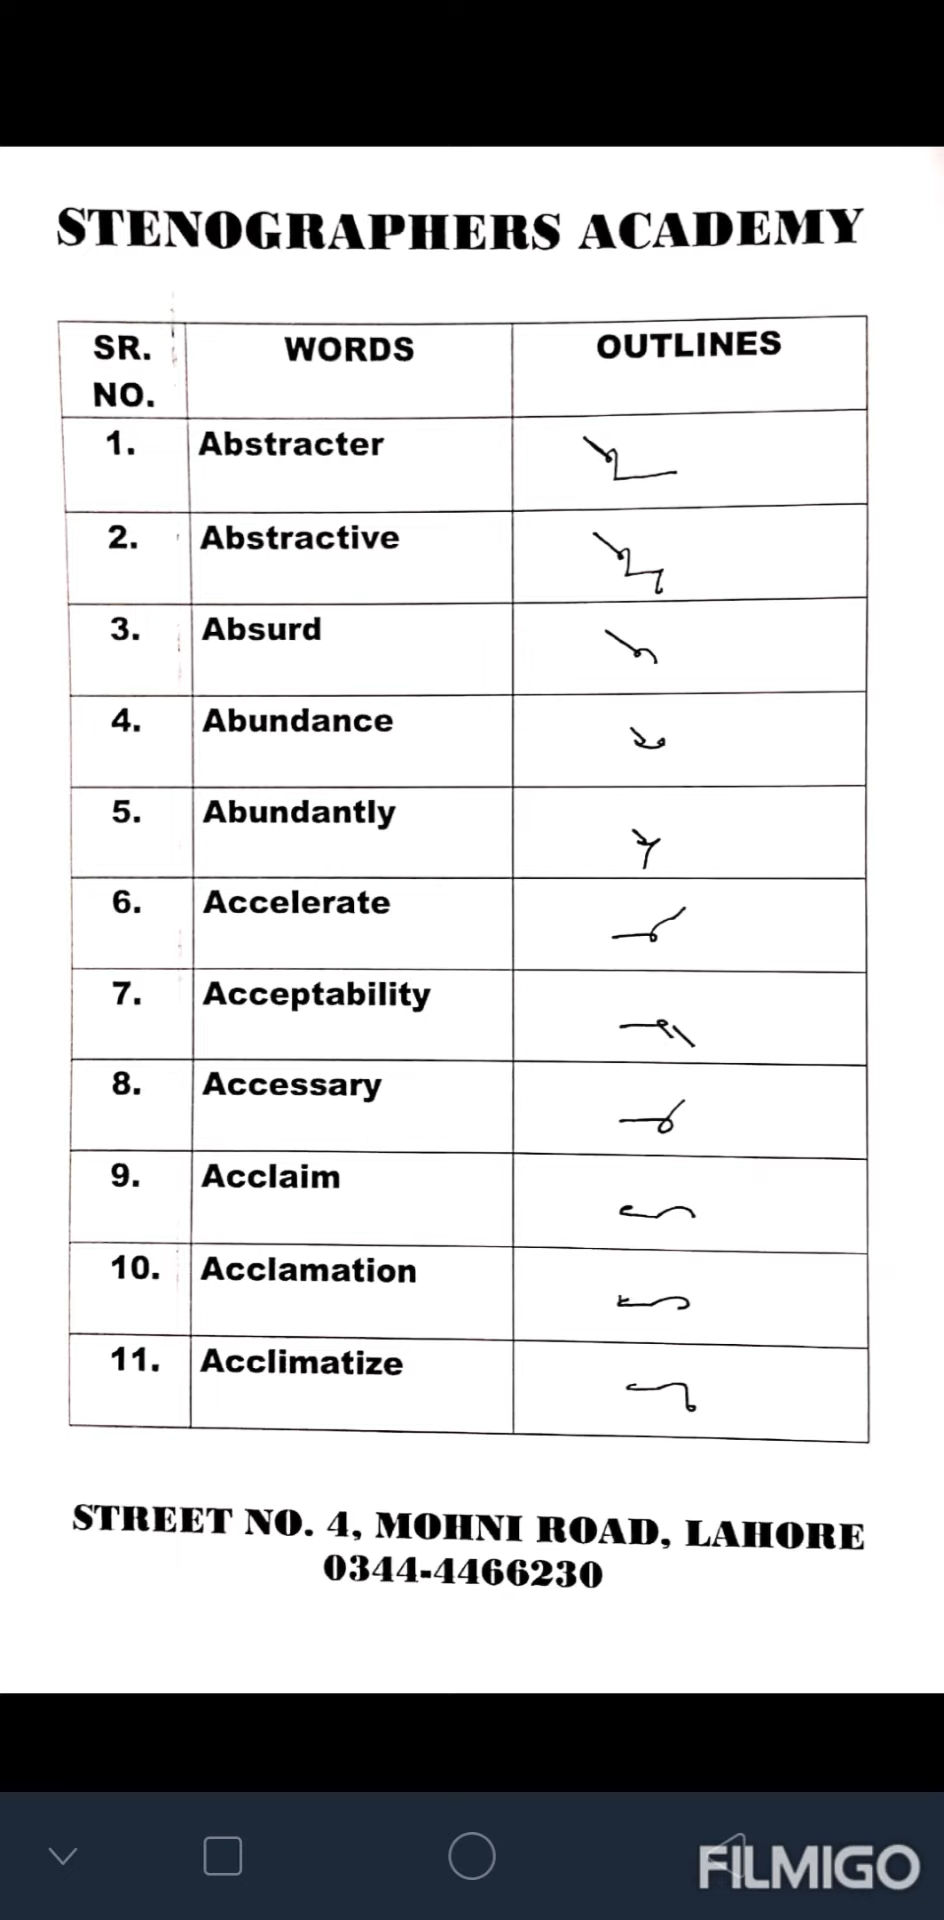 STENOGRAPHERS ACADEMY
SR. NO. WORDS OUTLINES
1. Abstracter
2. Abstractive
3. Absurd
4. Abundance
5. Abundantly
6. Accelerate
7. Acceptability
8. Accessary
9. Acclaim
10. Acclamation
11. Acclimatize
STREET NO. 4, MOHNI ROAD, LAHORE
0344-4466230
FILMIGO